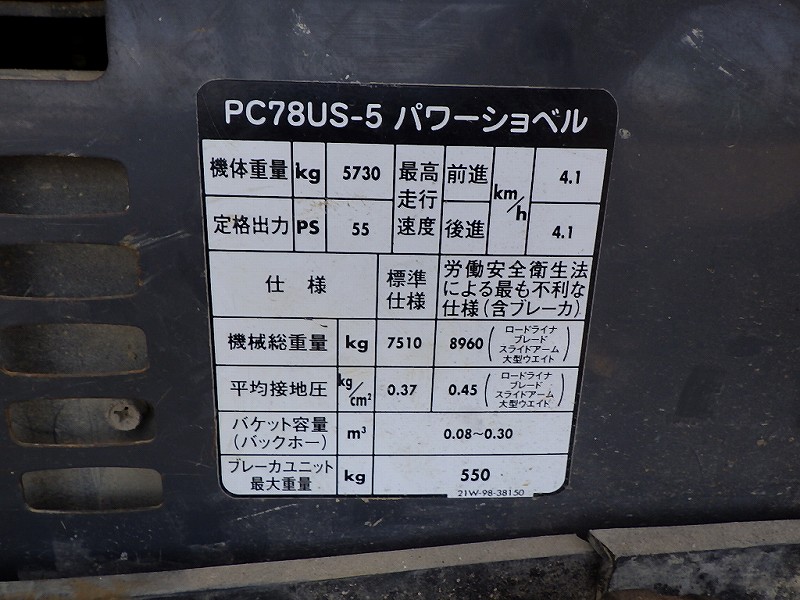 PC78US-5 パワーショベル
機体重量 kg 5730 最高走行速度 前進 km/h 4.1
定格出力 PS 55 後進 4.1
仕様 標準仕様 労働安全衛生法による最も不利な仕様(含ブレーカ)
機械総重量 kg 7510 8960 (ロードライナ ブレード スライドアーム 大型ウエイト)
平均接地圧 kg/cm² 0.37 0.45 (ロードライナ ブレード スライドアーム 大型ウエイト)
バケット容量(バックホー) m³ 0.08~0.30
ブレーカユニット最大重量 kg 550
21W-98-38150